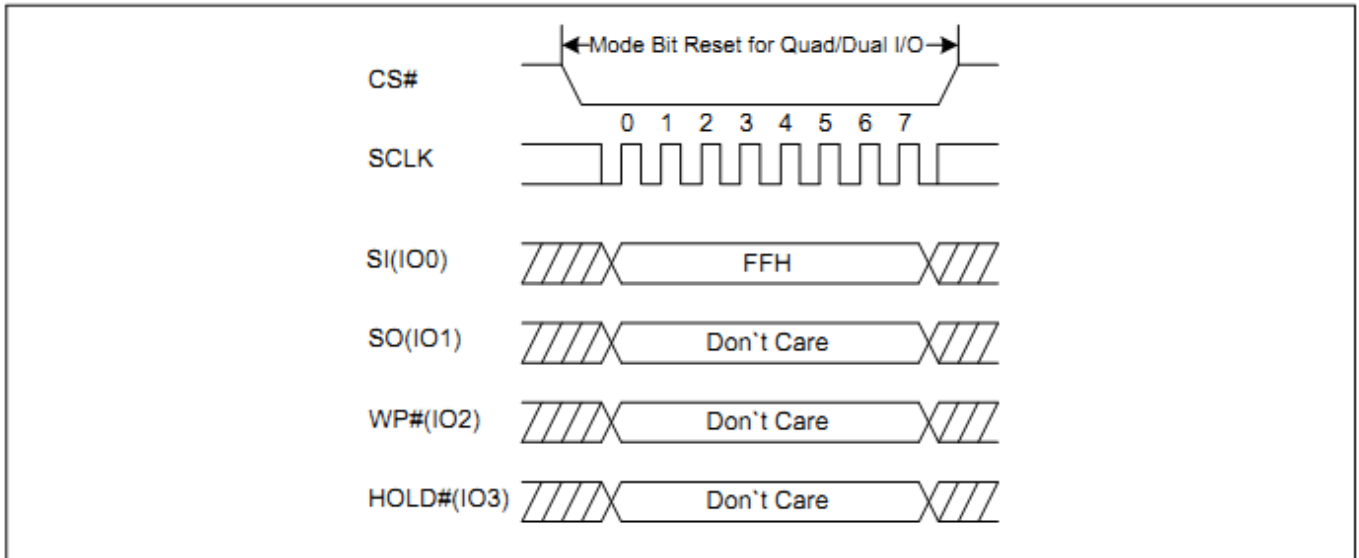 Mode Bit Reset for Quad/Dual I/O
CS#
0 1 2 3 4 5 6 7
SCLK
SI(IO0) FFH
SO(IO1) Don`t Care
WP#(IO2) Don`t Care
HOLD#(IO3) Don`t Care